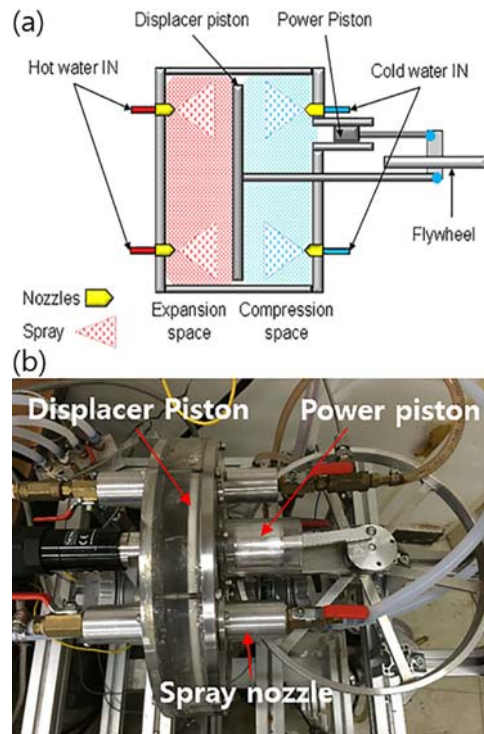 (a)
Displacer piston
Power Piston
Hot water IN
Cold water IN
Flywheel
Nozzles
Spray
Expansion
space
Compression
space
(b)
Displacer Piston
Power piston
Spray nozzle